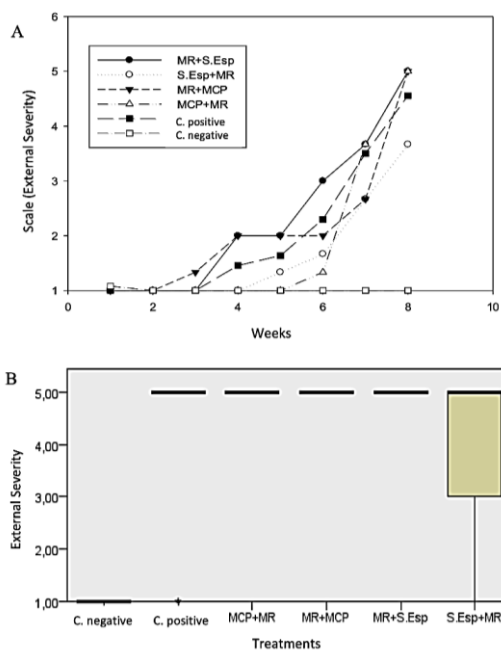 A
Scale (External Severity)
5
4
3
2
1
MR+S.Esp
S.Esp+MR
MR+MCP
MCP+MR
C. positive
C. negative
0
2
4
6
8
10
Weeks
B
External Severity
5,00
4,00
3,00
2,00
1,00
C. negative
C. positive
MCP+MR
MR+MCP
MR+S.Esp
S.Esp+MR
Treatments